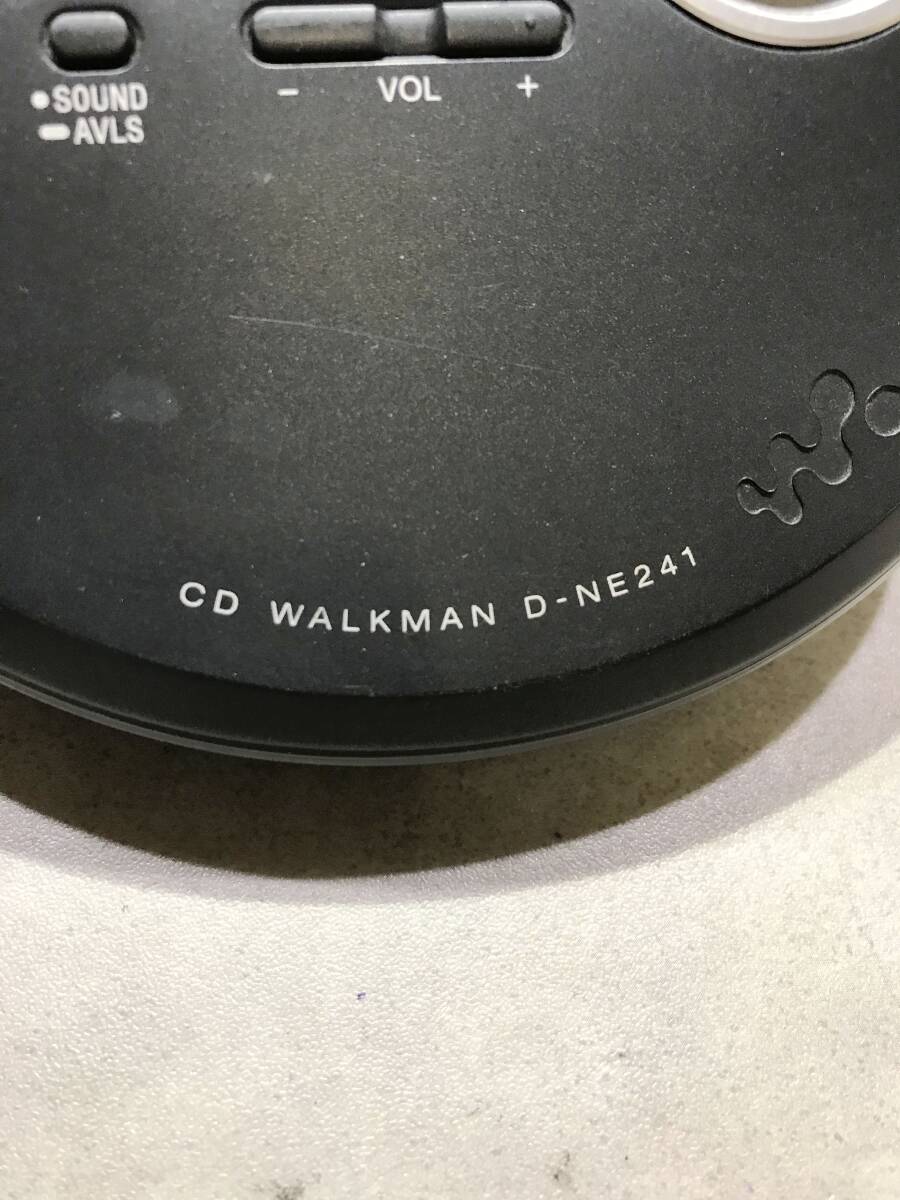 • SOUND
AVLS
− VOL +
CD WALKMAN D-NE241